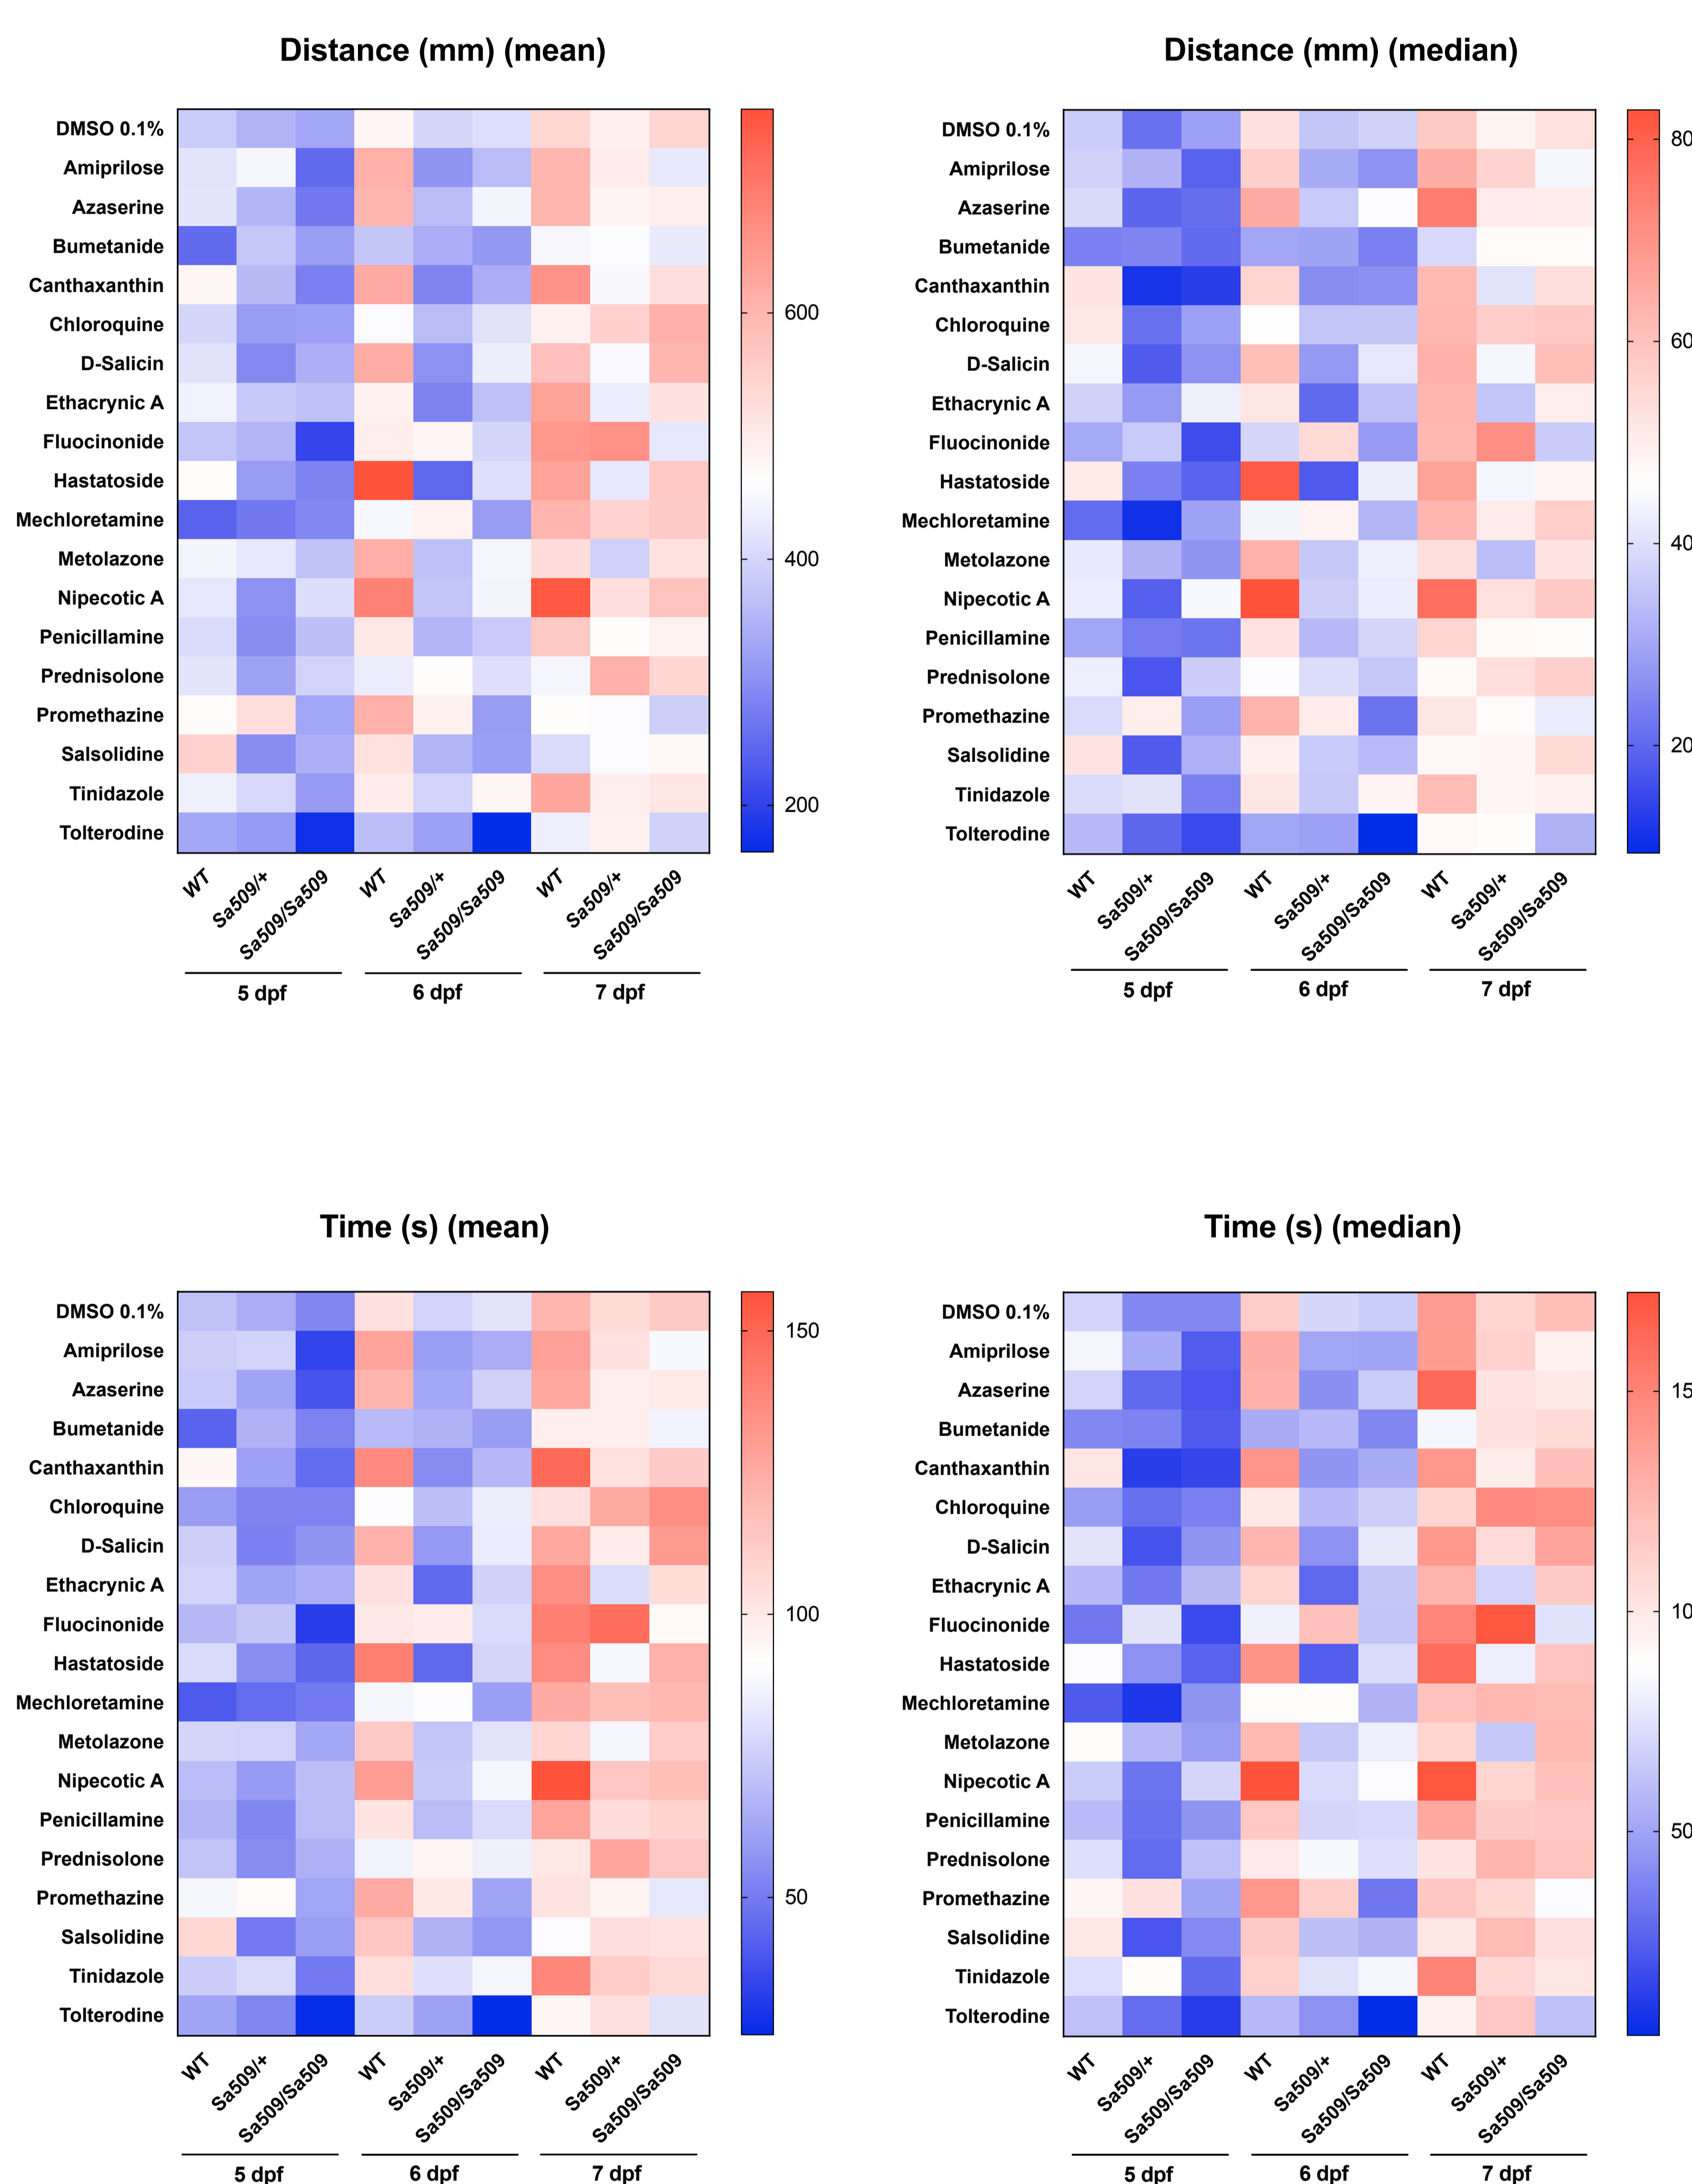 Distance (mm) (mean)
DMSO 0.1%
Amiprilose
Azaserine
Bumetanide
Canthaxanthin
Chloroquine
D-Salicin
Ethacrynic A
Fluocinonide
Hastatoside
Mechloretamine
Metolazone
Nipecotic A
Penicillamine
Prednisolone
Promethazine
Salsolidine
Tinidazole
Tolterodine
600
400
200
WT
Sa509/+
Sa509/Sa509
WT
Sa509/+
Sa509/Sa509
WT
Sa509/+
Sa509/Sa509
5 dpf
6 dpf
7 dpf
Distance (mm) (median)
DMSO 0.1%
Amiprilose
Azaserine
Bumetanide
Canthaxanthin
Chloroquine
D-Salicin
Ethacrynic A
Fluocinonide
Hastatoside
Mechloretamine
Metolazone
Nipecotic A
Penicillamine
Prednisolone
Promethazine
Salsolidine
Tinidazole
Tolterodine
80
60
40
20
WT
Sa509/+
Sa509/Sa509
WT
Sa509/+
Sa509/Sa509
WT
Sa509/+
Sa509/Sa509
5 dpf
6 dpf
7 dpf
Time (s) (mean)
DMSO 0.1%
Amiprilose
Azaserine
Bumetanide
Canthaxanthin
Chloroquine
D-Salicin
Ethacrynic A
Fluocinonide
Hastatoside
Mechloretamine
Metolazone
Nipecotic A
Penicillamine
Prednisolone
Promethazine
Salsolidine
Tinidazole
Tolterodine
150
100
50
WT
Sa509/+
Sa509/Sa509
WT
Sa509/+
Sa509/Sa509
WT
Sa509/+
Sa509/Sa509
5 dpf
6 dpf
7 dpf
Time (s) (median)
DMSO 0.1%
Amiprilose
Azaserine
Bumetanide
Canthaxanthin
Chloroquine
D-Salicin
Ethacrynic A
Fluocinonide
Hastatoside
Mechloretamine
Metolazone
Nipecotic A
Penicillamine
Prednisolone
Promethazine
Salsolidine
Tinidazole
Tolterodine
15
10
50
WT
Sa509/+
Sa509/Sa509
WT
Sa509/+
Sa509/Sa509
WT
Sa509/+
Sa509/Sa509
5 dpf
6 dpf
7 dpf